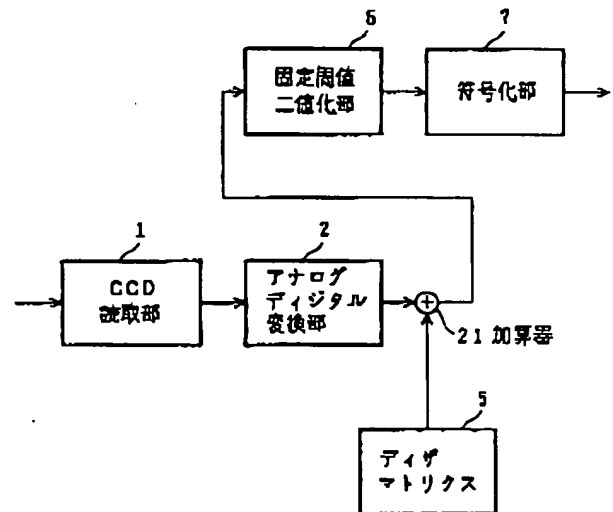 6
7
固定閾値
二値化部
符号化部
1
2
CCD
読取部
アナログ
ディジタル
変換部
21 加算器
5
ディザ
マトリクス